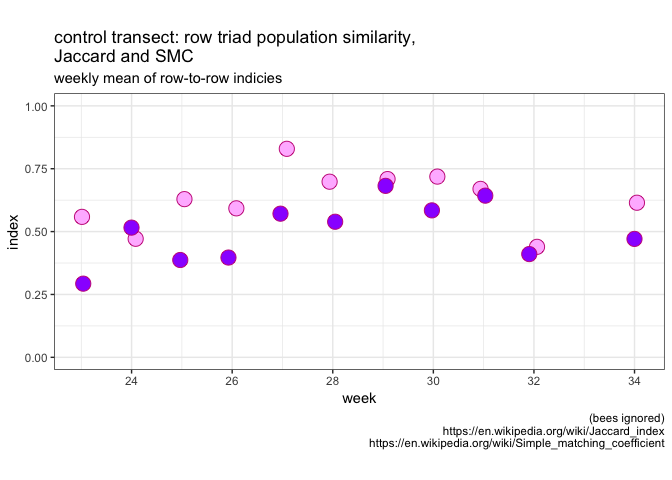 control transect: row triad population similarity,
Jaccard and SMC
weekly mean of row-to-row indicies
1.00
0.75
0.50
0.25
0.00
index
24 26 28 30 32 34
week
(bees ignored)
https://en.wikipedia.org/wiki/Jaccard_index
https://en.wikipedia.org/wiki/Simple_matching_coefficient